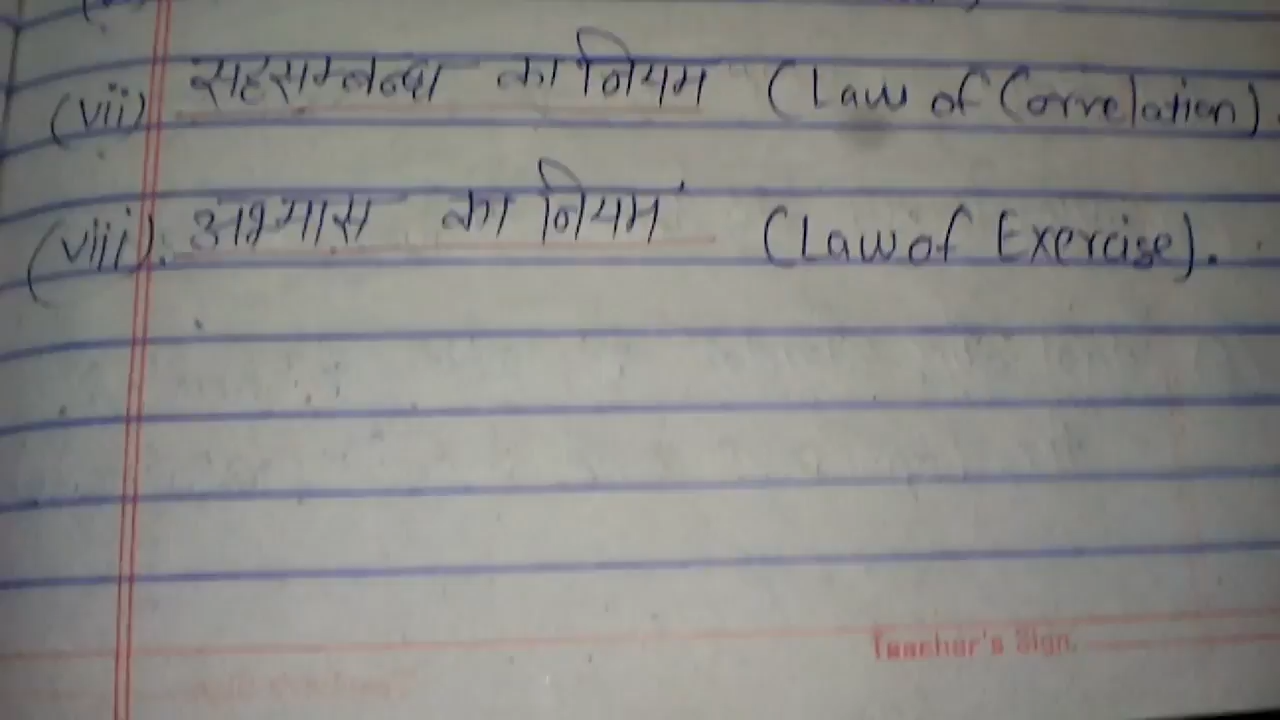 (vii) सहसम्बन्ध का नियम (Law of Correlation).
(viii). अभ्यास का नियम (Law of Exercise).
Teacher's Sign.